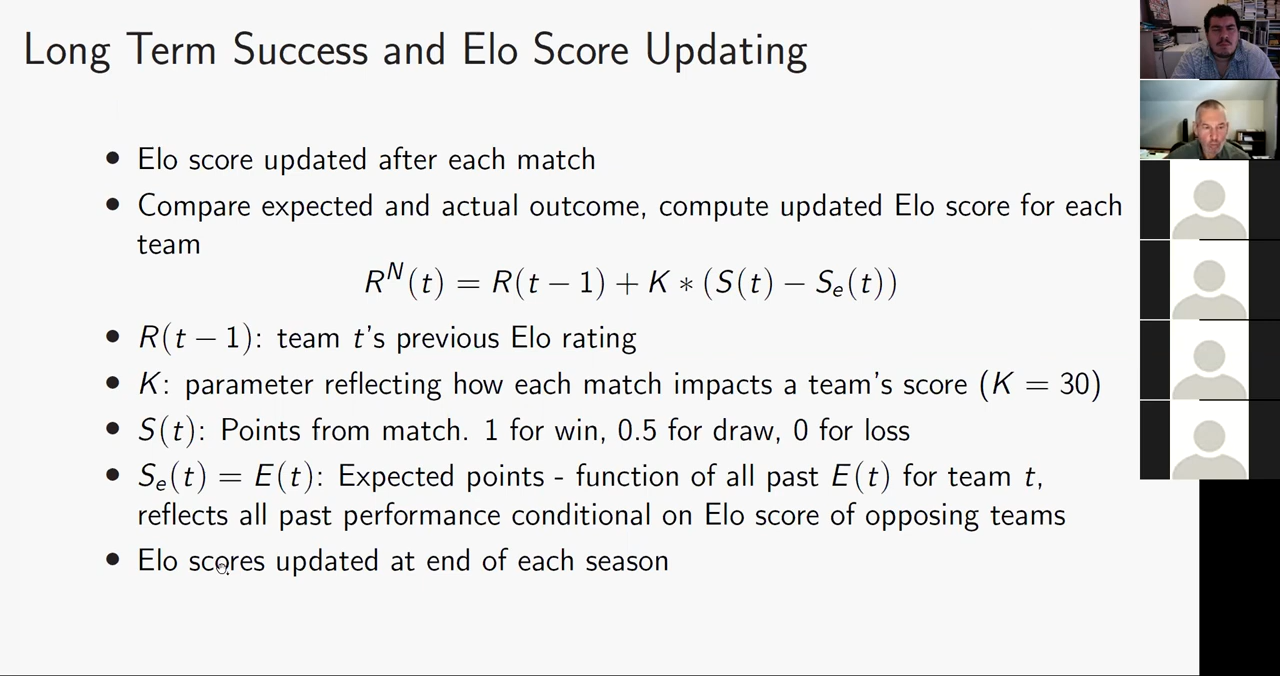 Long Term Success and Elo Score Updating
• Elo score updated after each match
• Compare expected and actual outcome, compute updated Elo score for each
team
R^N(t) = R(t − 1) + K ∗ (S(t) − S_e(t))
• R(t − 1): team t's previous Elo rating
• K: parameter reflecting how each match impacts a team's score (K = 30)
• S(t): Points from match. 1 for win, 0.5 for draw, 0 for loss
• S_e(t) = E(t): Expected points - function of all past E(t) for team t,
reflects all past performance conditional on Elo score of opposing teams
• Elo scores updated at end of each season